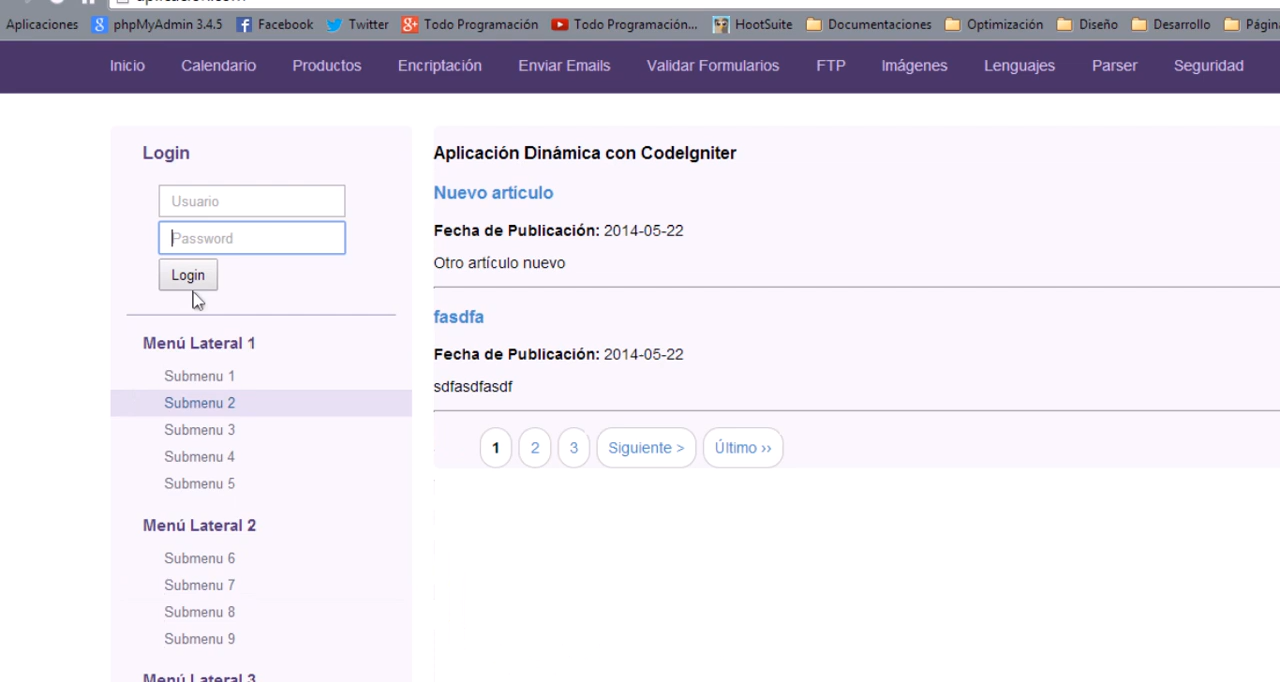 Aplicaciones phpMyAdmin 3.4.5 Facebook Twitter Todo Programación Todo Programación... HootSuite Documentaciones Optimización Diseño Desarrollo
Inicio Calendario Productos Encriptación Enviar Emails Validar Formularios FTP Imágenes Lenguajes Parser Seguridad
Login
Usuario
Password
Login
Menú Lateral 1
Submenu 1
Submenu 2
Submenu 3
Submenu 4
Submenu 5
Menú Lateral 2
Submenu 6
Submenu 7
Submenu 8
Submenu 9
Menú Lateral 3
Aplicación Dinámica con CodeIgniter
Nuevo artículo
Fecha de Publicación: 2014-05-22
Otro artículo nuevo
fasdfa
Fecha de Publicación: 2014-05-22
sdfasdfasdf
1 2 3 Siguiente > Último ››